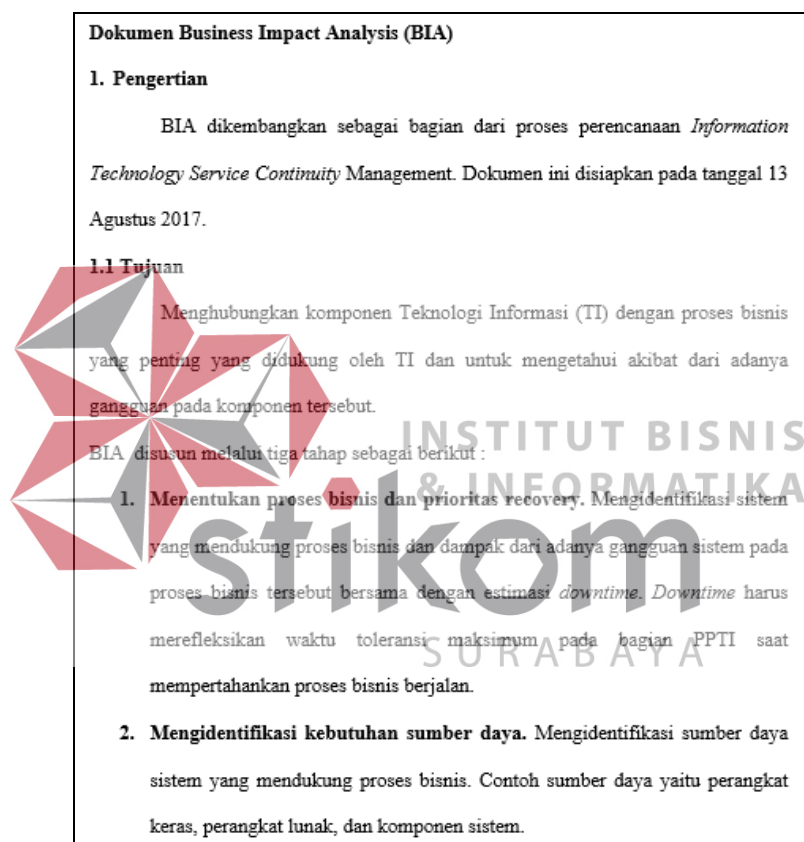 Dokumen Business Impact Analysis (BIA)
1. Pengertian
BIA dikembangkan sebagai bagian dari proses perencanaan Information
Technology Service Continuity Management. Dokumen ini disiapkan pada tanggal 13
Agustus 2017.
1.1 Tujuan
Menghubungkan komponen Teknologi Informasi (TI) dengan proses bisnis
yang penting yang didukung oleh TI dan untuk mengetahui akibat dari adanya
gangguan pada komponen tersebut.
INSTITUT BISNIS
BIA disusun melalui tiga tahap sebagai berikut :
& INFORMATIKA
1. Menentukan proses bisnis dan prioritas recovery. Mengidentifikasi sistem
stikom
yang mendukung proses bisnis dan dampak dari adanya gangguan sistem pada
proses bisnis tersebut bersama dengan estimasi downtime. Downtime harus
merefleksikan waktu toleransi maksimum pada bagian PPTI saat
SURABAYA
mempertahankan proses bisnis berjalan.
2. Mengidentifikasi kebutuhan sumber daya. Mengidentifikasi sumber daya
sistem yang mendukung proses bisnis. Contoh sumber daya yaitu perangkat
keras, perangkat lunak, dan komponen sistem.